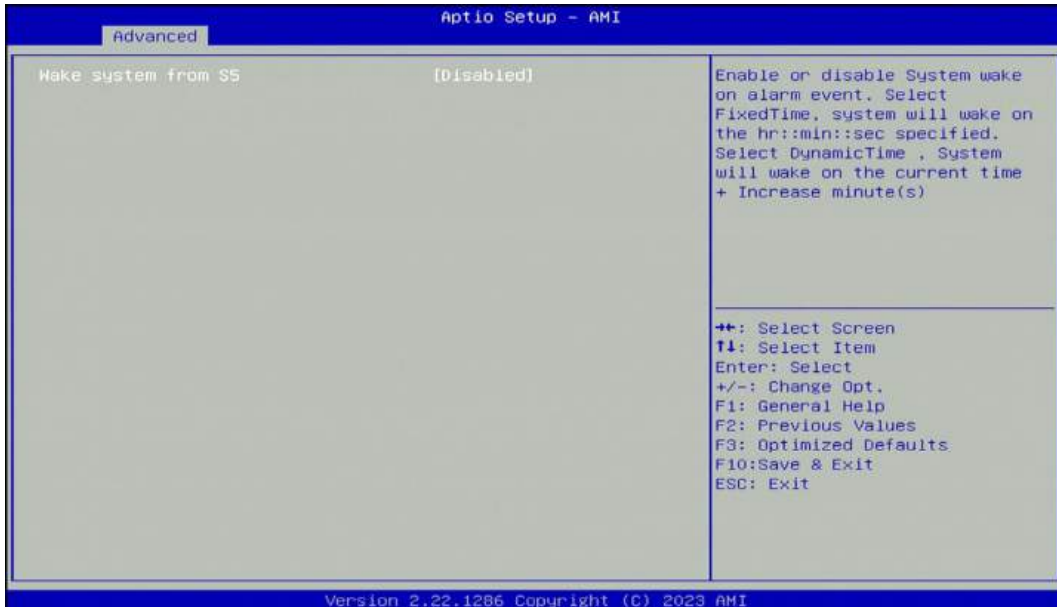 Aptio Setup - AMI
Advanced
Wake system from S5 [Disabled]
Enable or disable System wake
on alarm event. Select
FixedTime, system will wake on
the hr::min::sec specified.
Select DynamicTime , System
will wake on the current time
+ Increase minute(s)
→←: Select Screen
↑↓: Select Item
Enter: Select
+/-: Change Opt.
F1: General Help
F2: Previous Values
F3: Optimized Defaults
F10:Save & Exit
ESC: Exit
Version 2.22.1286 Copyright (C) 2023 AMI